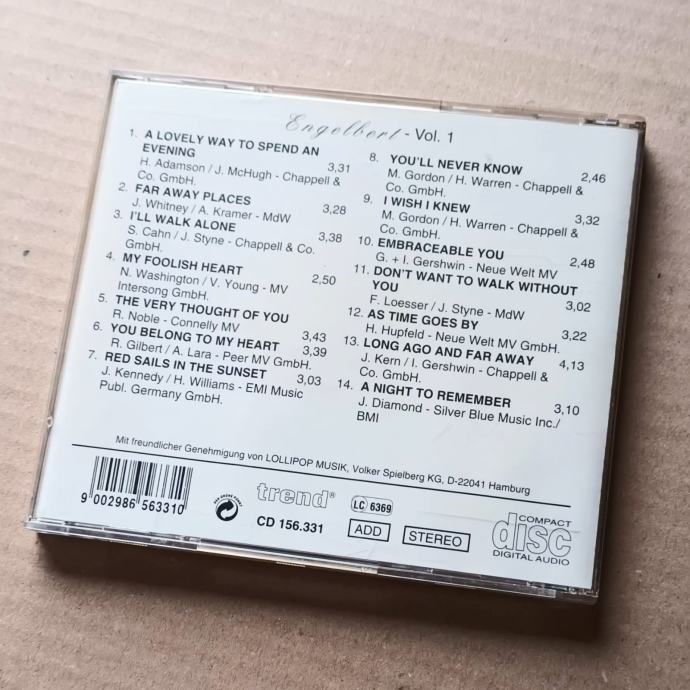 Engelbert - Vol. 1
1. A LOVELY WAY TO SPEND AN
EVENING 3,31
H. Adamson / J. McHugh - Chappell &
Co. GmbH.
2. FAR AWAY PLACES 3,28
J. Whitney / A. Kramer - MdW
3. I'LL WALK ALONE 3,38
S. Cahn / J. Styne - Chappell & Co.
GmbH.
4. MY FOOLISH HEART 2,50
N. Washington / V. Young - MV
Intersong GmbH.
5. THE VERY THOUGHT OF YOU 3,43
R. Noble - Connelly MV
6. YOU BELONG TO MY HEART 3,39
R. Gilbert / A. Lara - Peer MV GmbH.
7. RED SAILS IN THE SUNSET 3,03
J. Kennedy / H. Williams - EMI Music
Publ. Germany GmbH.
8. YOU'LL NEVER KNOW 2,46
M. Gordon / H. Warren - Chappell &
Co. GmbH.
9. I WISH I KNEW 3,32
M. Gordon / H. Warren - Chappell &
Co. GmbH.
10. EMBRACEABLE YOU 2,48
G. + I. Gershwin - Neue Welt MV
11. DON'T WANT TO WALK WITHOUT
YOU 3,02
F. Loesser / J. Styne - MdW
12. AS TIME GOES BY 3,22
H. Hupfeld - Neue Welt MV GmbH.
13. LONG AGO AND FAR AWAY 4,13
J. Kern / I. Gershwin - Chappell &
Co. GmbH.
14. A NIGHT TO REMEMBER 3,10
J. Diamond - Silver Blue Music Inc./
BMI
Mit freundlicher Genehmigung von LOLLIPOP MUSIK, Volker Spielberg KG, D-22041 Hamburg
9 002986 563310
DER GRÜNE PUNKT
trend®
CD 156.331
LC 6369
ADD
STEREO
COMPACT
disc
DIGITAL AUDIO